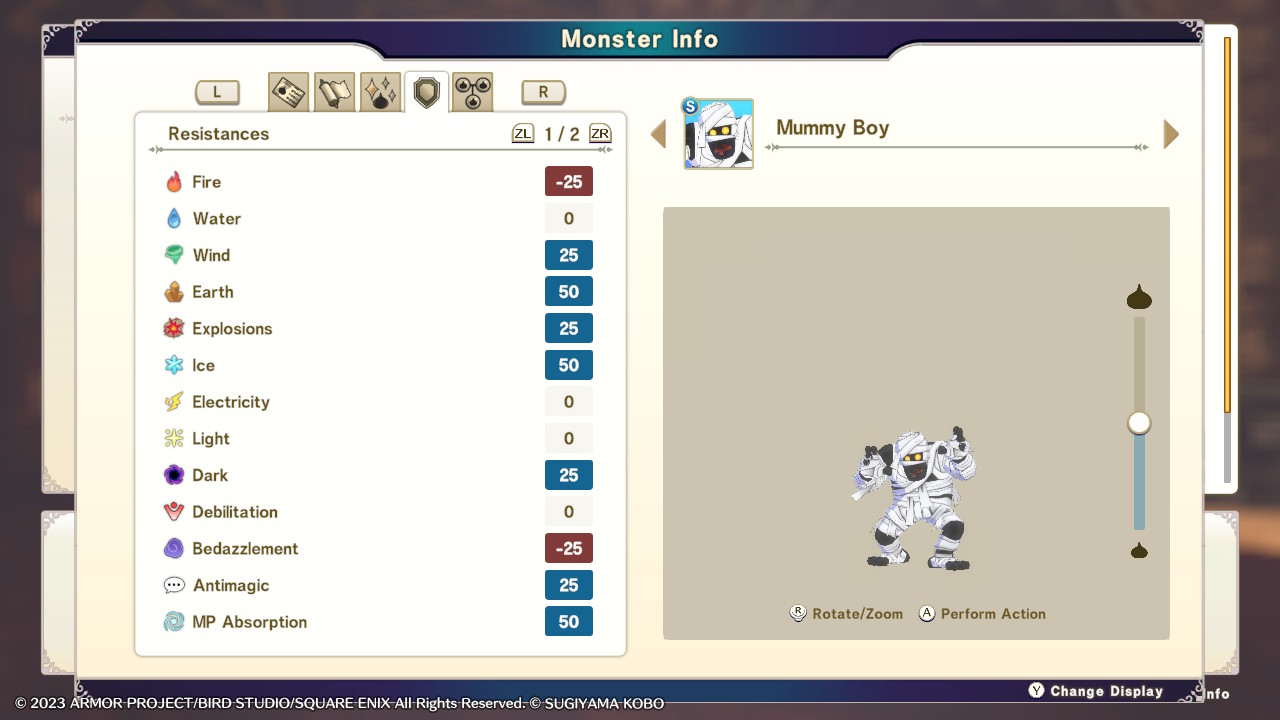 Monster Info
L
R
Resistances
ZL 1 / 2 ZR
Fire -25
Water 0
Wind 25
Earth 50
Explosions 25
Ice 50
Electricity 0
Light 0
Dark 25
Debilitation 0
Bedazzlement -25
Antimagic 25
MP Absorption 50
S
Mummy Boy
R Rotate/Zoom A Perform Action
Y Change Display
nfo
© 2023 ARMOR PROJECT/BIRD STUDIO/SQUARE ENIX All Rights Reserved. © SUGIYAMA KOBO